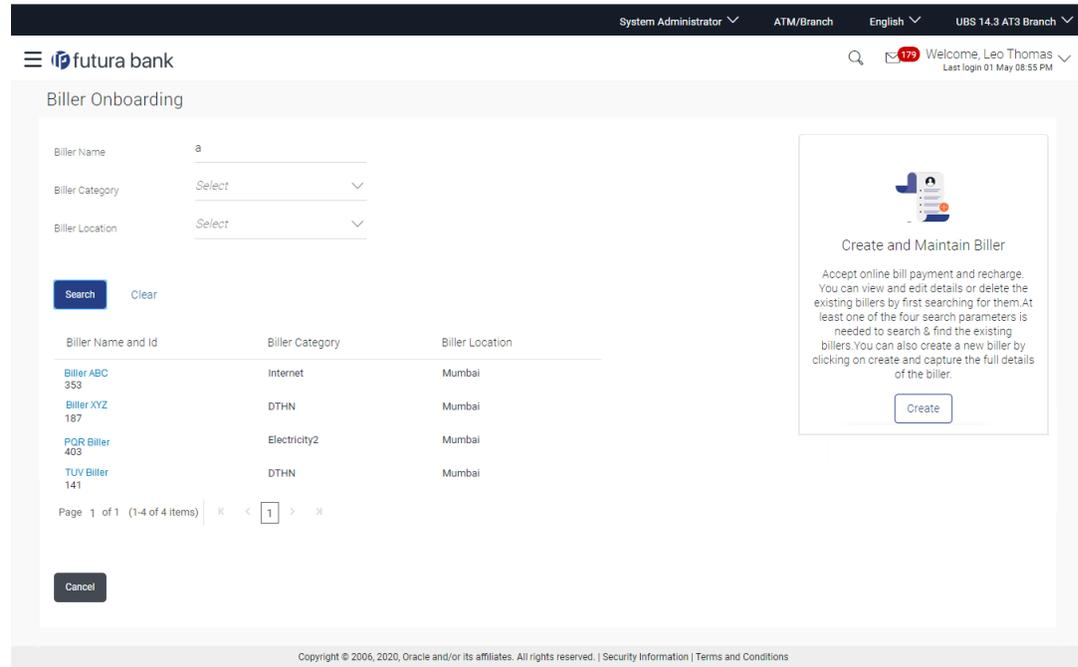 System Administrator ATM/Branch English UBS 14.3 AT3 Branch
futura bank 179 Welcome, Leo Thomas
Last login 01 May 08:55 PM
Biller Onboarding
Biller Name a
Biller Category Select
Biller Location Select
Search Clear
Biller Name and Id Biller Category Biller Location
Biller ABC Internet Mumbai
353
Biller XYZ DTHN Mumbai
187
PQR Biller Electricity2 Mumbai
403
TUV Biller DTHN Mumbai
141
Page 1 of 1 (1-4 of 4 items) 1
Cancel
Create and Maintain Biller
Accept online bill payment and recharge.
You can view and edit details or delete the
existing billers by first searching for them.At
least one of the four search parameters is
needed to search & find the existing
billers.You can also create a new biller by
clicking on create and capture the full details
of the biller.
Create
Copyright © 2006, 2020, Oracle and/or its affiliates. All rights reserved. | Security Information | Terms and Conditions